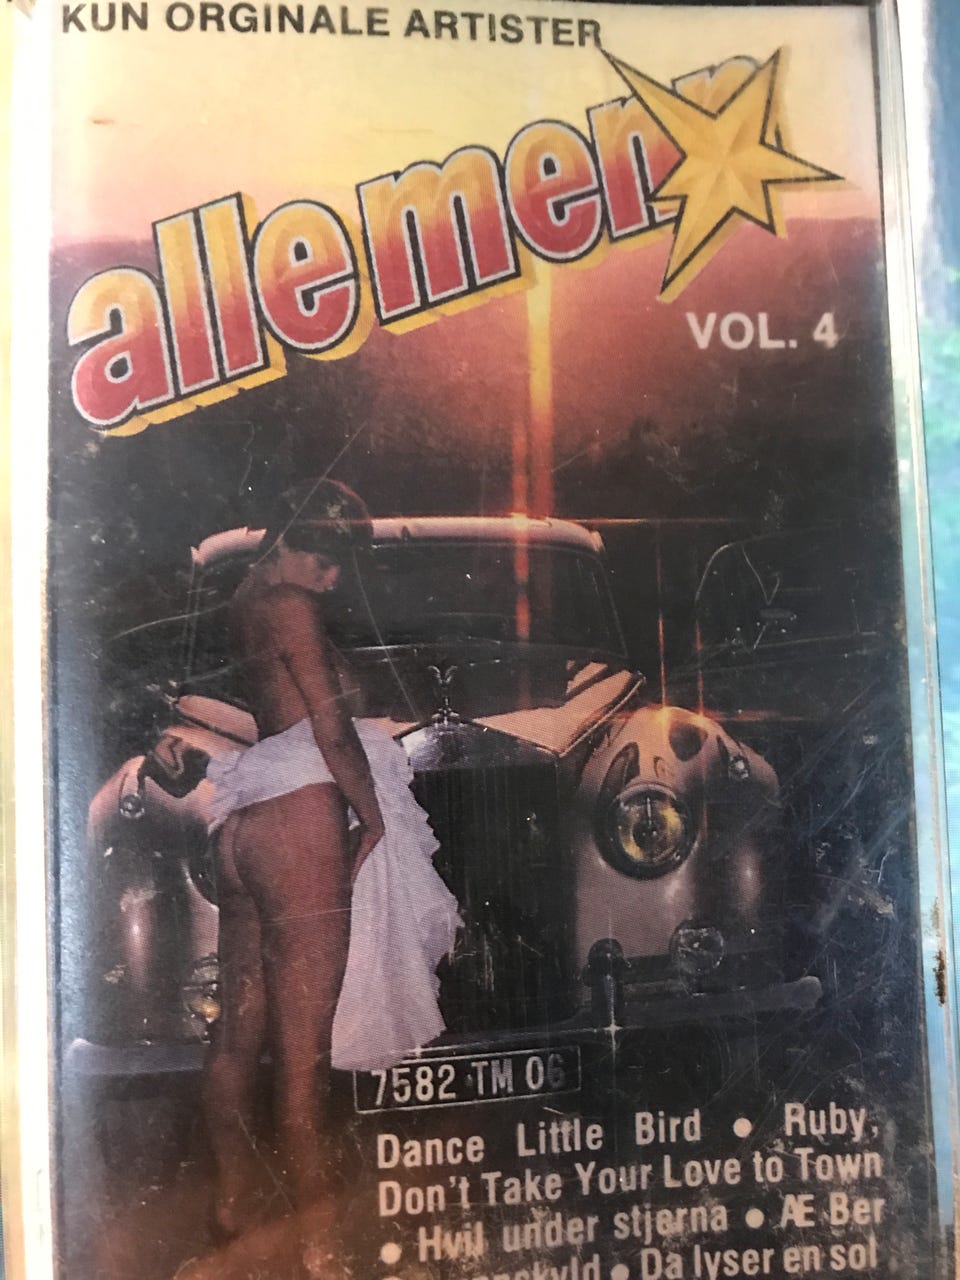 KUN ORGINALE ARTISTER
alle menn
VOL. 4
7582 TM 06
Dance Little Bird • Ruby,
Don't Take Your Love to Town
• Hvil under stjerna • Æ Ber
• Da lyser en sol